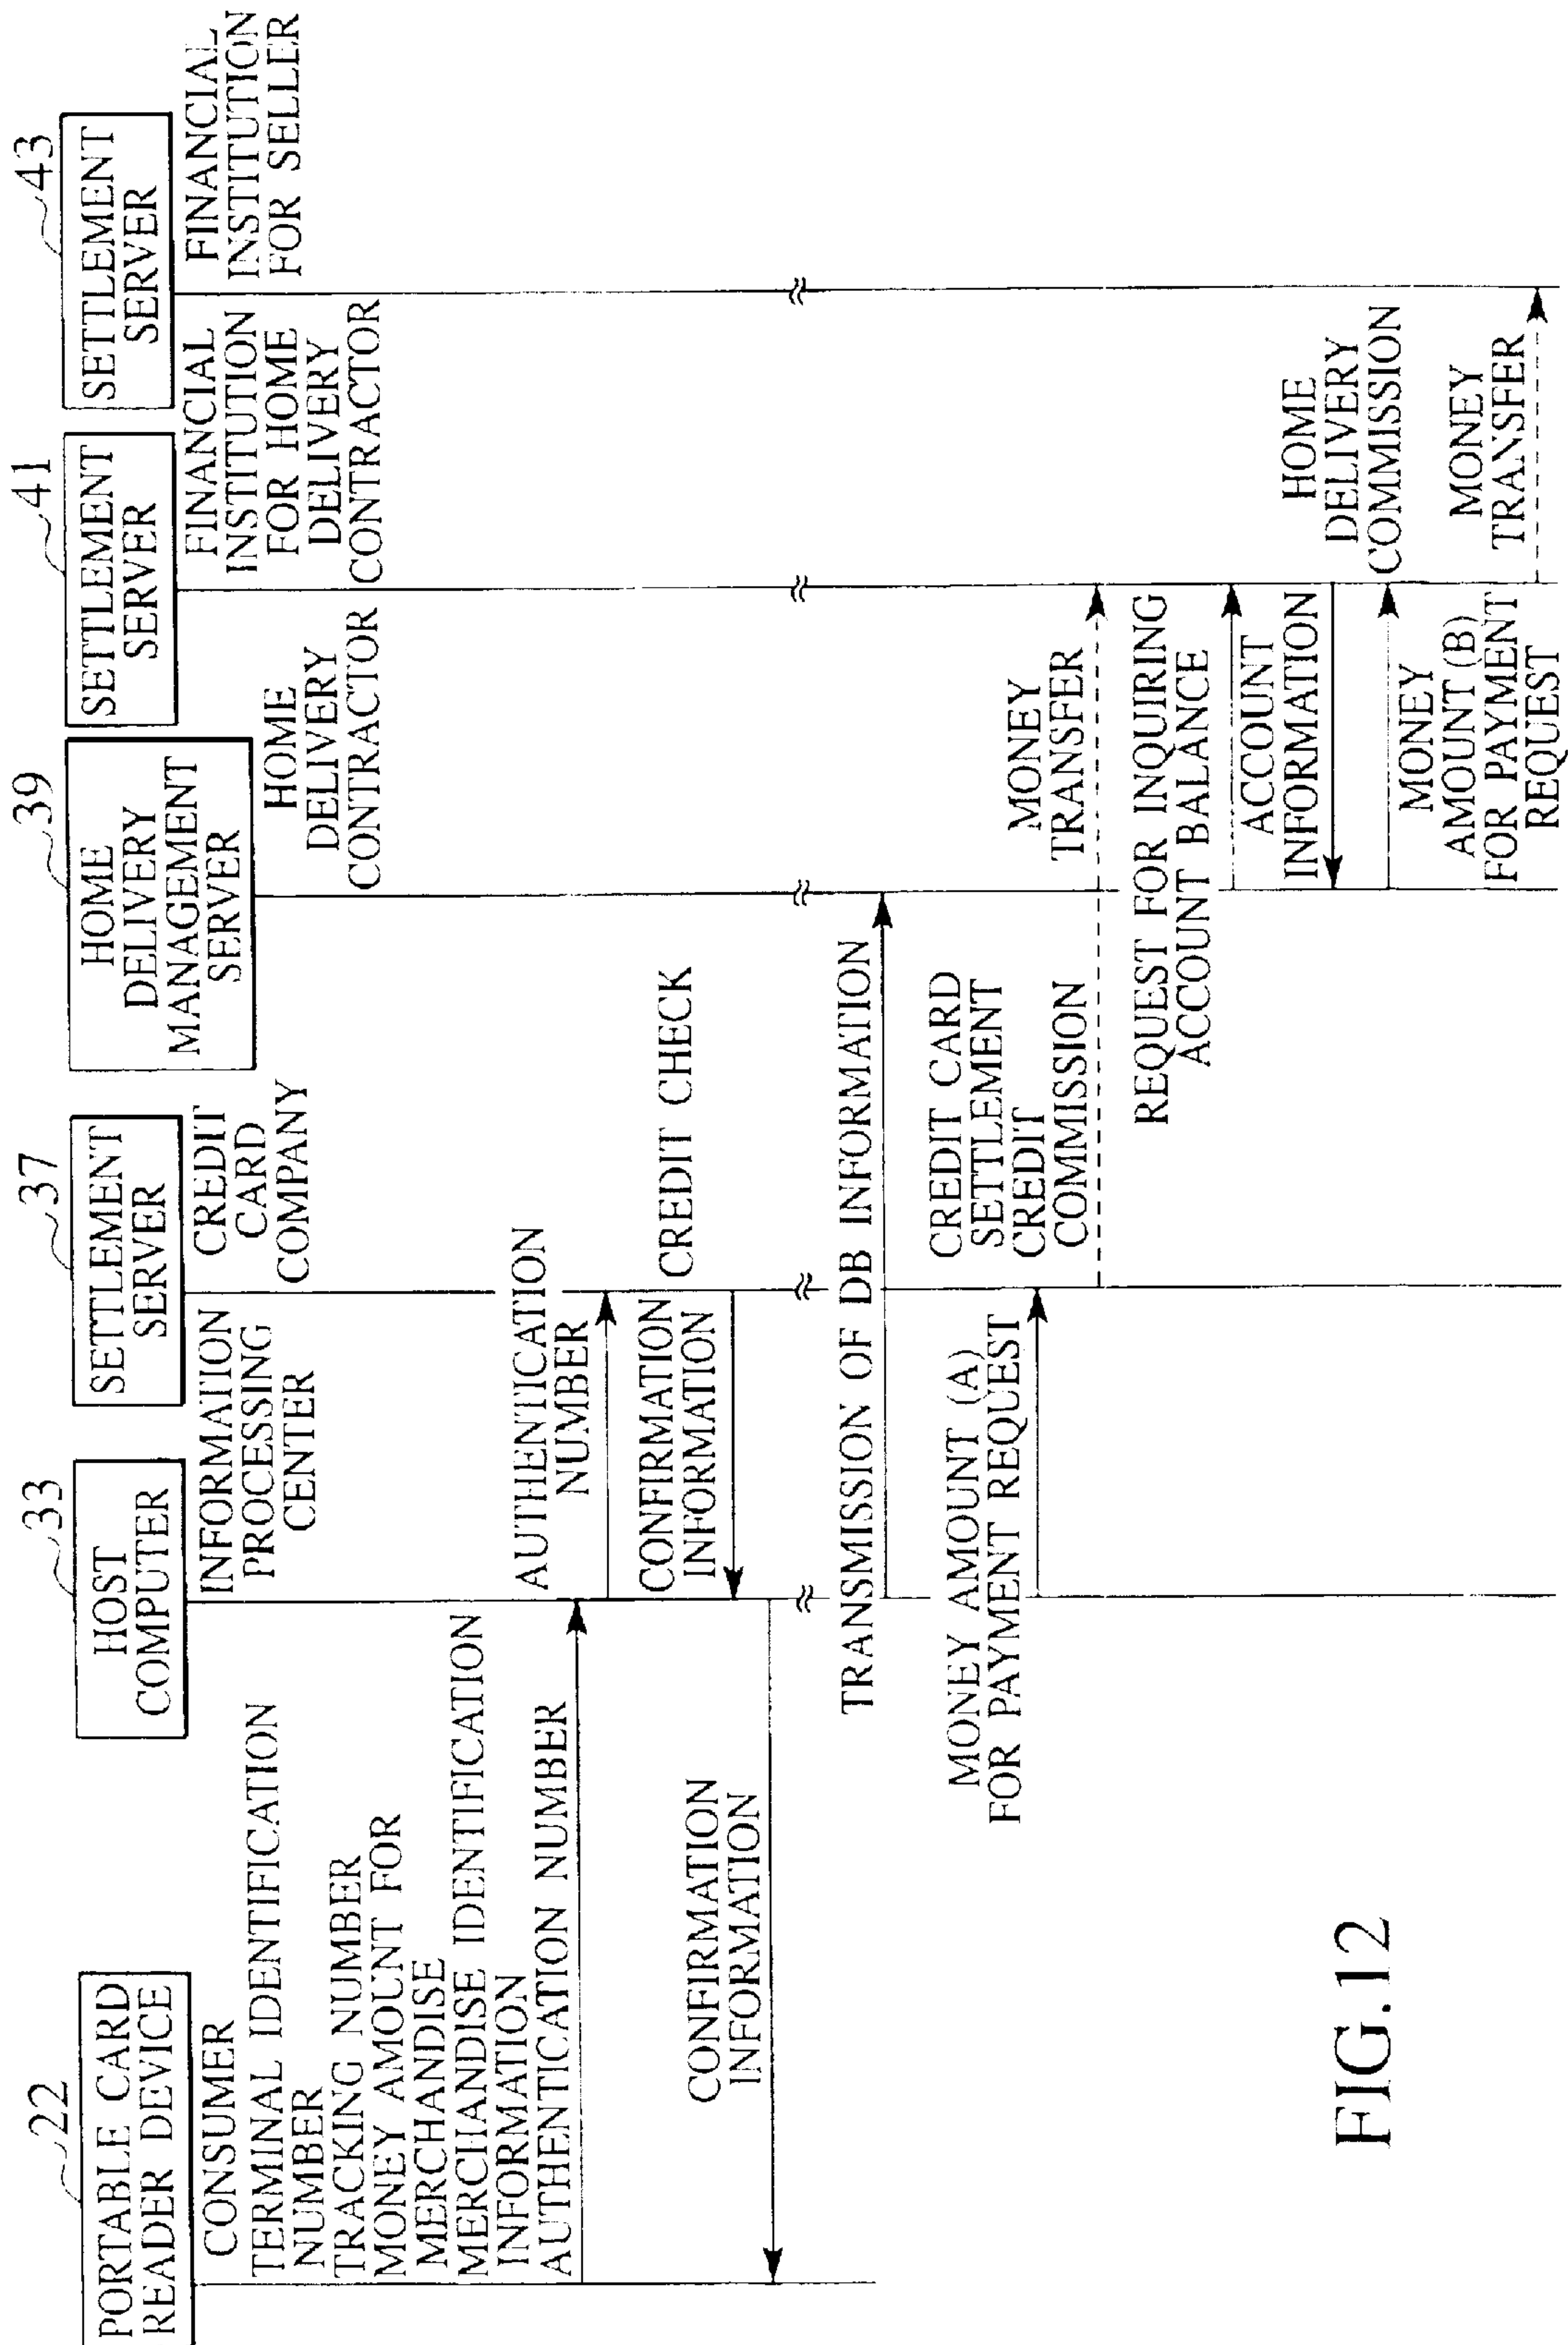 22
PORTABLE CARD
READER DEVICE
CONSUMER
33
HOST
COMPUTER
INFORMATION
PROCESSING
CENTER
37
SETTLEMENT
SERVER
CREDIT
CARD
COMPANY
39
HOME
DELIVERY
MANAGEMENT
SERVER
HOME
DELIVERY
CONTRACTOR
41
SETTLEMENT
SERVER
FINANCIAL
INSTITUTION
FOR HOME
DELIVERY
CONTRACTOR
43
SETTLEMENT
SERVER
FINANCIAL
INSTITUTION
FOR SELLER
TERMINAL IDENTIFICATION
NUMBER
TRACKING NUMBER
MONEY AMOUNT FOR
MERCHANDISE
MERCHANDISE IDENTIFICATION
INFORMATION
AUTHENTICATION NUMBER
AUTHENTICATION
NUMBER
CREDIT CHECK
CONFIRMATION
INFORMATION
CONFIRMATION
INFORMATION
TRANSMISSION OF DB INFORMATION
MONEY AMOUNT (A)
FOR PAYMENT REQUEST
CREDIT CARD
SETTLEMENT
CREDIT
COMMISSION
MONEY
TRANSFER
REQUEST FOR INQUIRING
ACCOUNT BALANCE
ACCOUNT
INFORMATION
HOME
DELIVERY
COMMISSION
MONEY
AMOUNT (B)
FOR PAYMENT
REQUEST
MONEY
TRANSFER
FIG.12